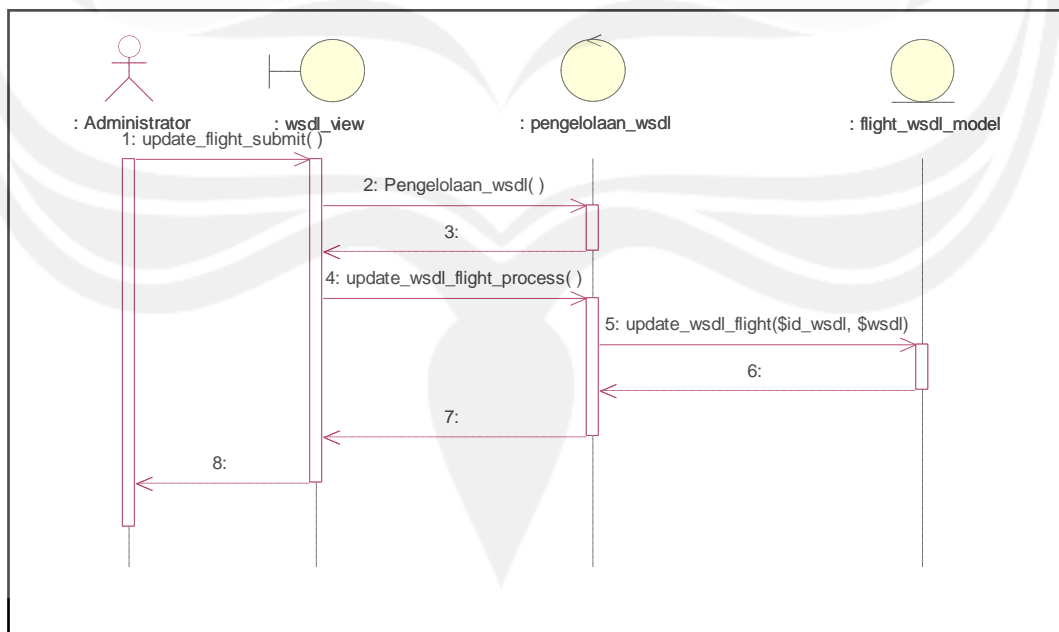 : Administrator
: wsdl_view
: pengelolaan_wsdl
: flight_wsdl_model
1: update_flight_submit( )
2: Pengelolaan_wsdl( )
3:
4: update_wsdl_flight_process( )
5: update_wsdl_flight($id_wsdl, $wsdl)
6:
7:
8: